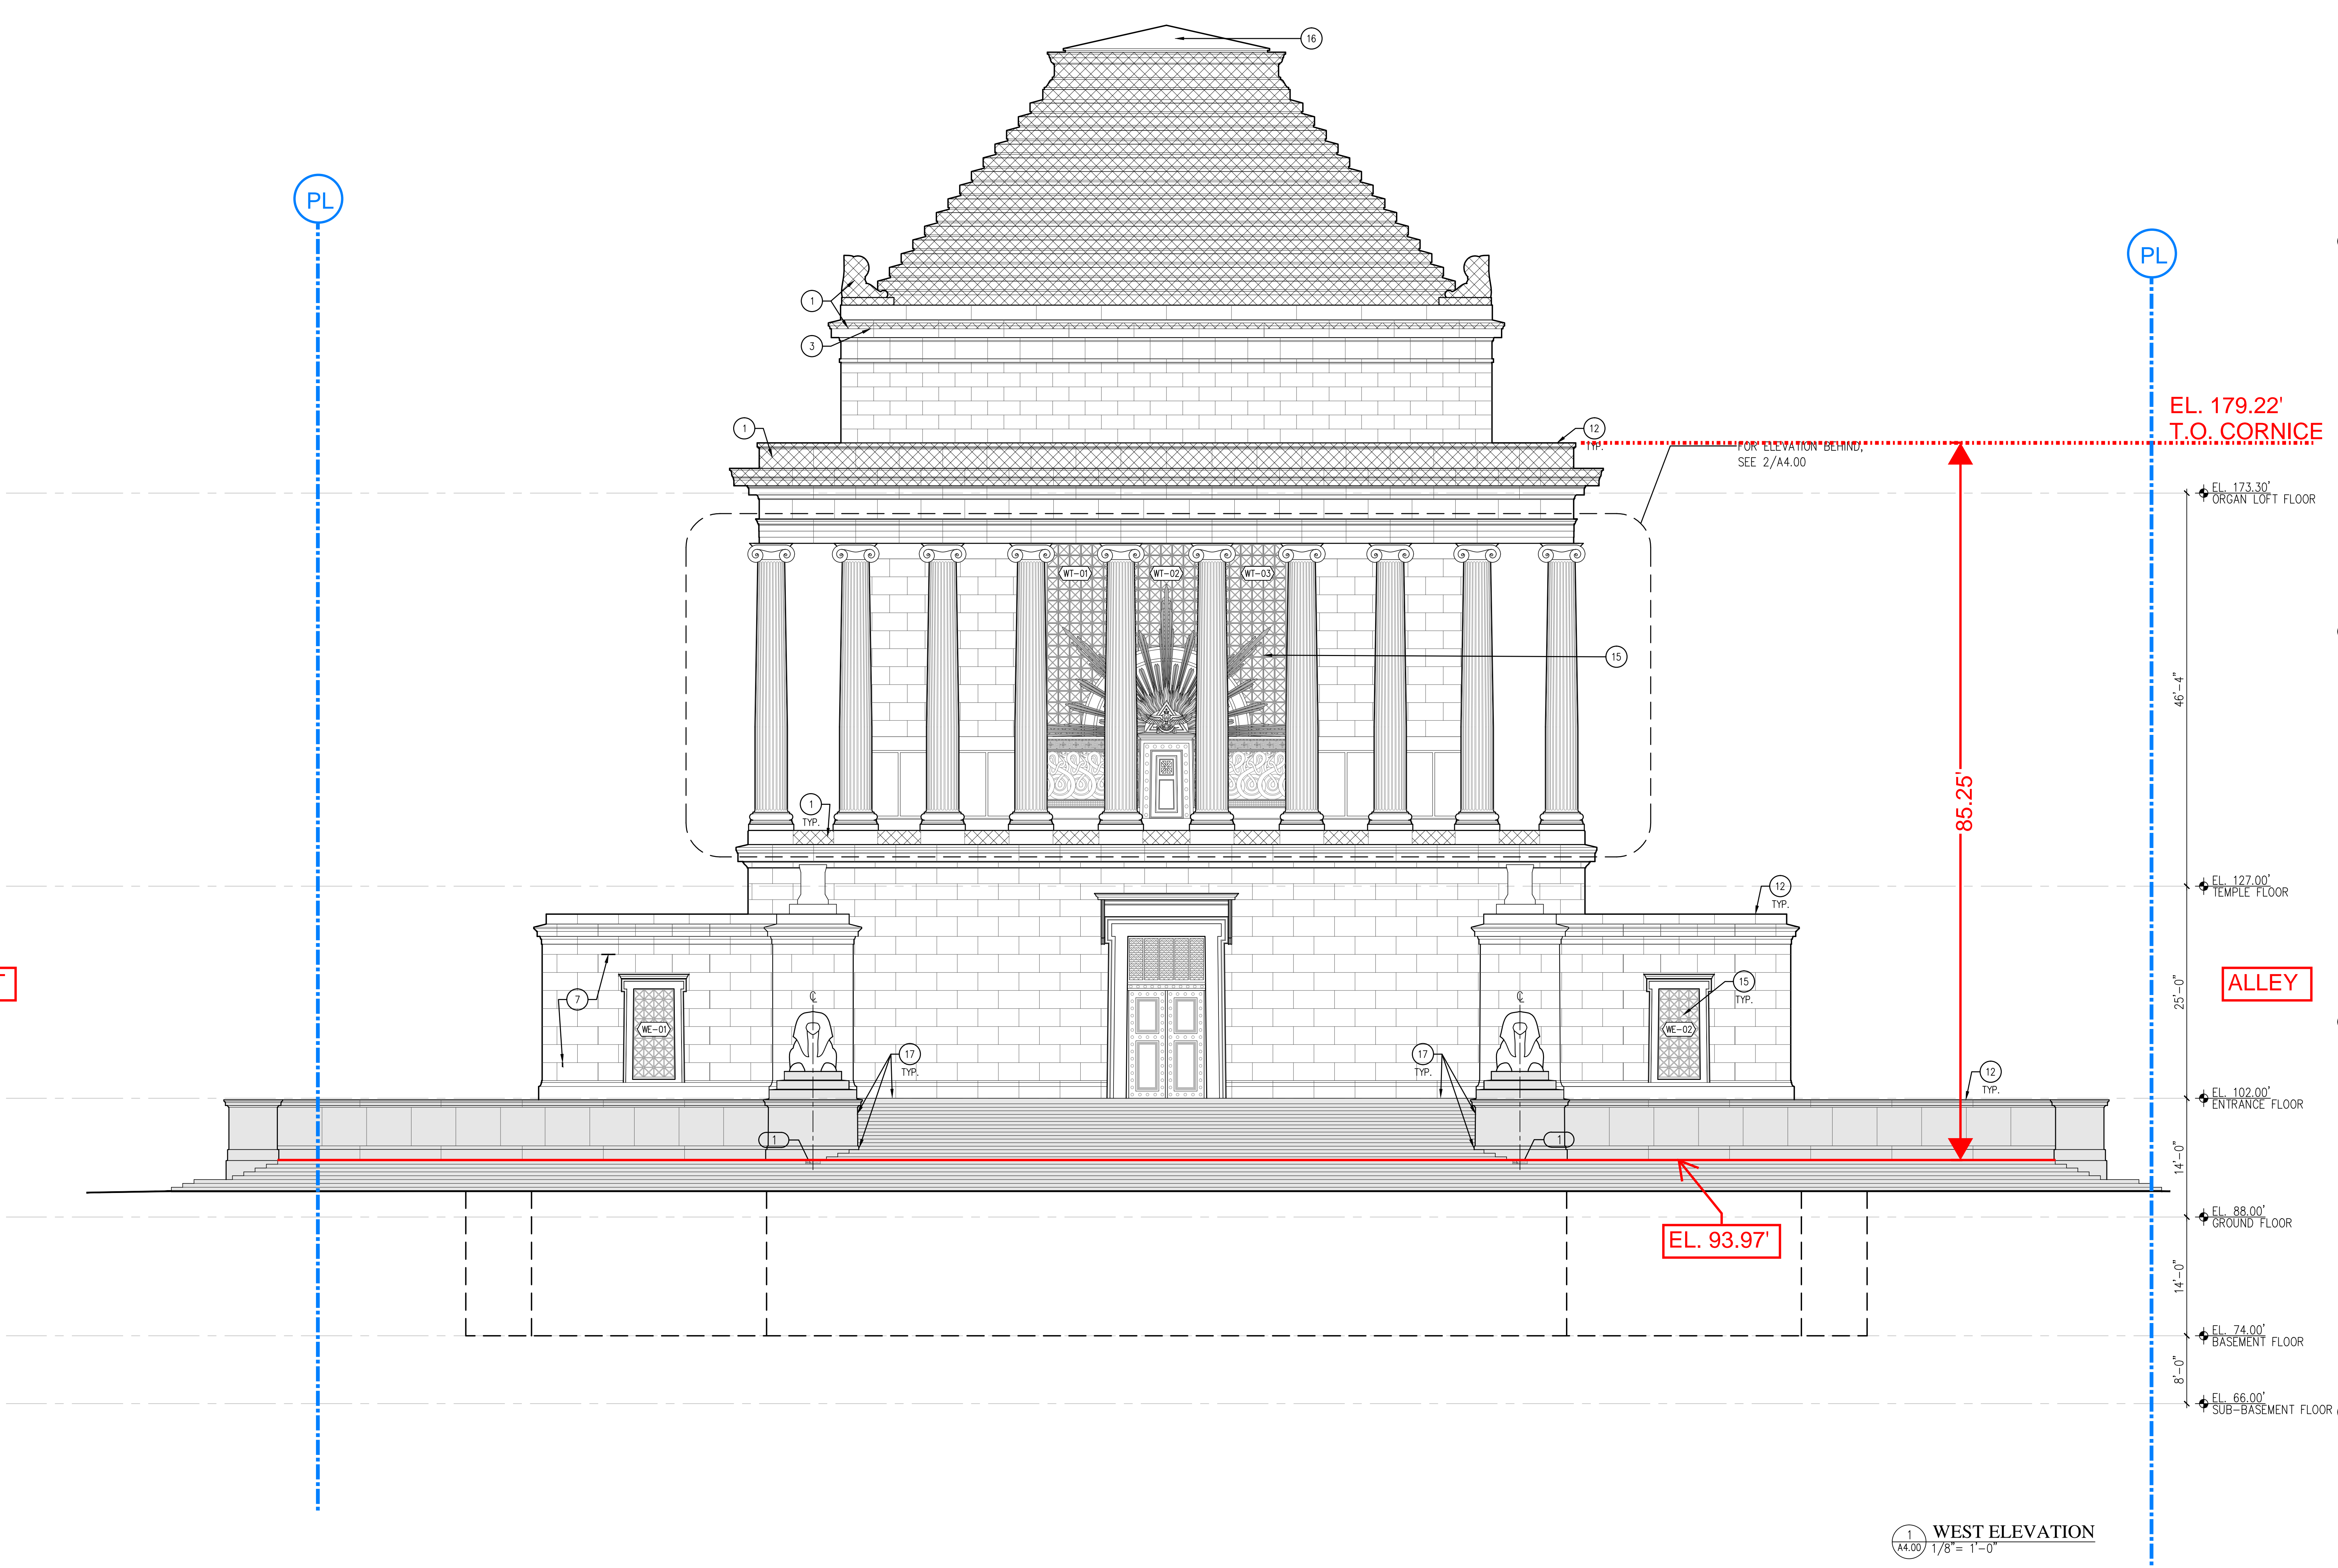 16
PL
PL
1
3
EL. 179.22'
T.O. CORNICE
1
12
TYP.
FOR ELEVATION BEHIND,
SEE 2/A4.00
EL. 173.30'
ORGAN LOFT FLOOR
WT-01
WT-02
WT-03
15
46'-4"
85.25'
1
TYP.
EL. 127.00'
TEMPLE FLOOR
12
TYP.
7
15
TYP.
25'-0"
ALLEY
WE-01
WE-02
17
TYP.
17
TYP.
12
TYP.
EL. 102.00'
ENTRANCE FLOOR
1
1
14'-0"
EL. 88.00'
GROUND FLOOR
EL. 93.97'
14'-0"
EL. 74.00'
BASEMENT FLOOR
8'-0"
EL. 66.00'
SUB-BASEMENT FLOOR
1
A4.00
WEST ELEVATION
1/8"= 1'-0"